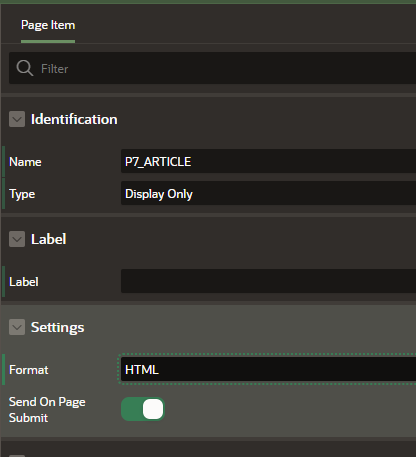 Page Item
Filter
Identification
Name P7_ARTICLE
Type Display Only
Label
Label
Settings
Format HTML
Send On Page
Submit